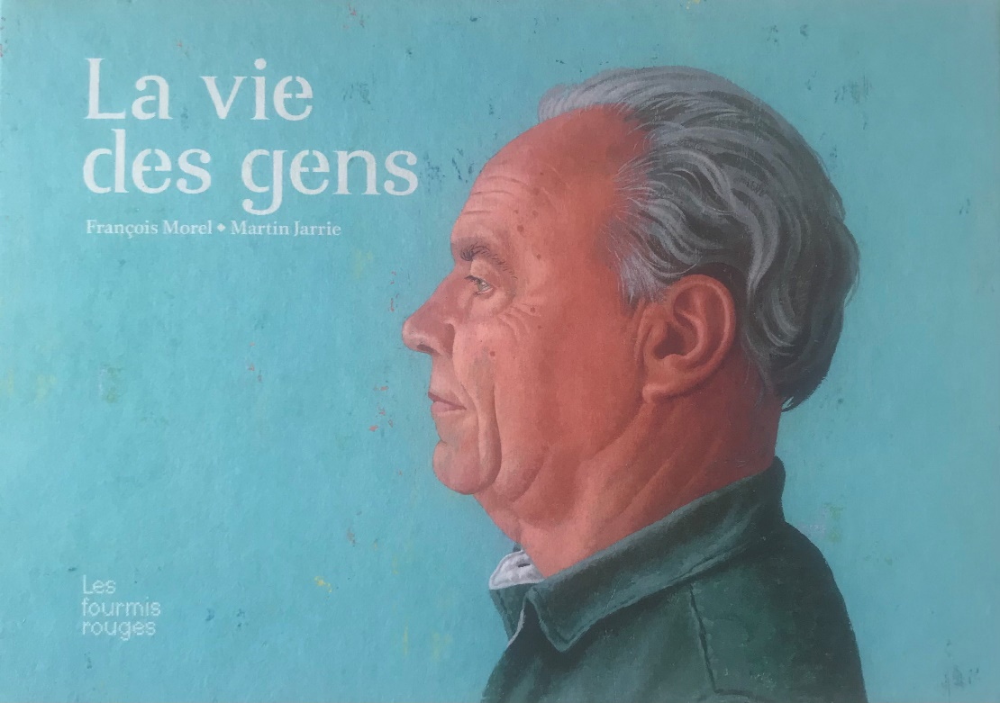 La vie
des gens
François Morel ◆ Martin Jarrie
Les
fourmis
rouges